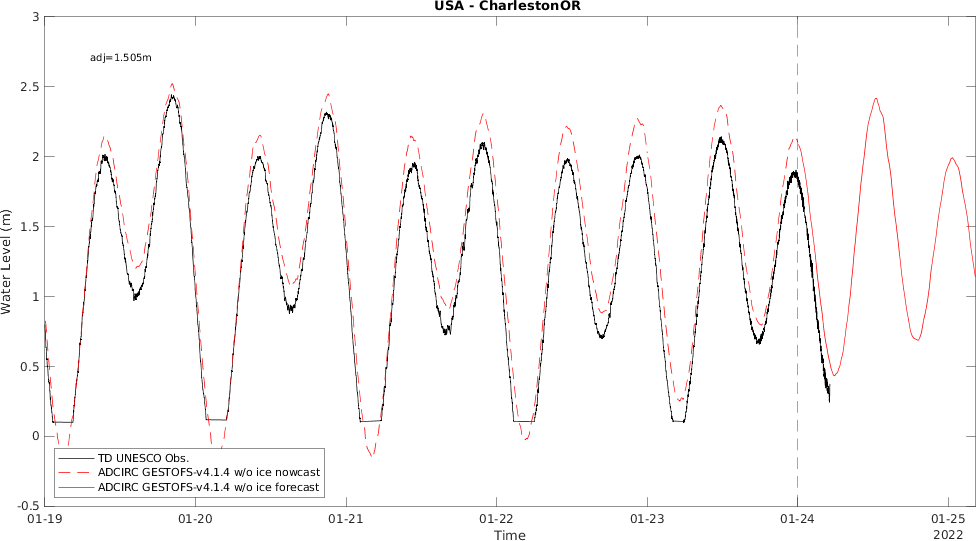 USA - CharlestonOR
adj=1.505m
3
2.5
2
1.5
1
0.5
0
-0.5
Water Level (m)
TD UNESCO Obs.
ADCIRC GESTOFS-v4.1.4 w/o ice nowcast
ADCIRC GESTOFS-v4.1.4 w/o ice forecast
01-19 01-20 01-21 01-22 01-23 01-24 01-25
Time
2022